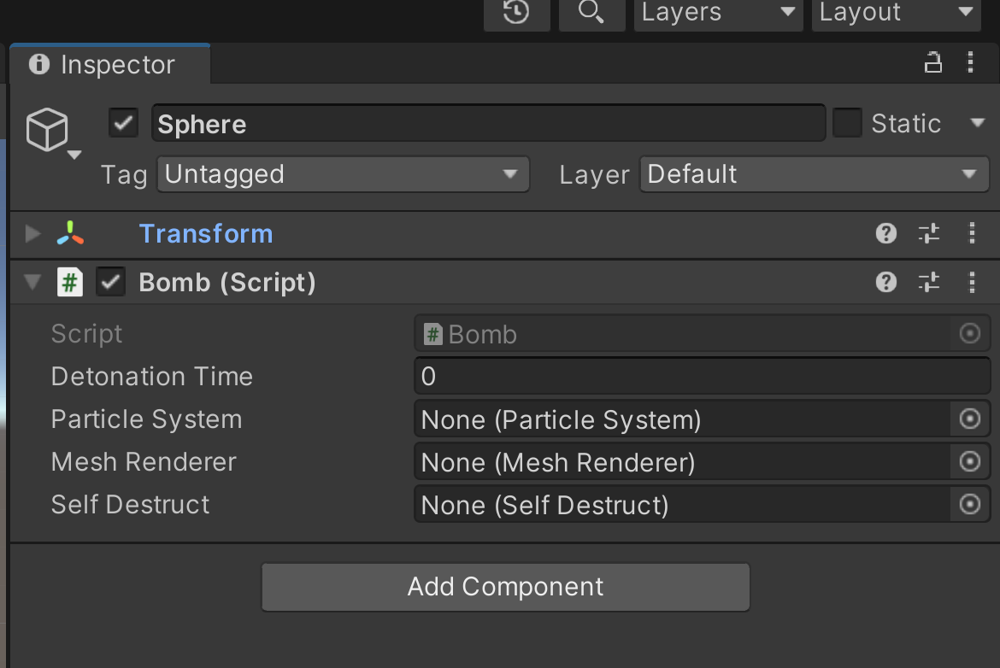 Layers Layout
Inspector
Sphere Static
Tag Untagged Layer Default
Transform
# Bomb (Script)
Script # Bomb
Detonation Time 0
Particle System None (Particle System)
Mesh Renderer None (Mesh Renderer)
Self Destruct None (Self Destruct)
Add Component